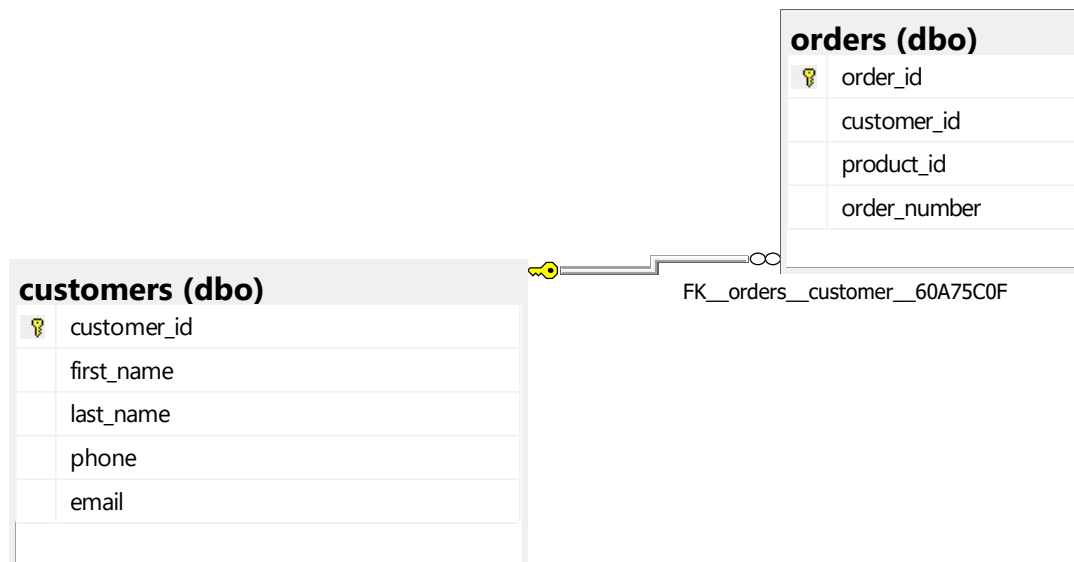 orders (dbo)
order_id
customer_id
product_id
order_number
FK__orders__customer__60A75C0F
customers (dbo)
customer_id
first_name
last_name
phone
email